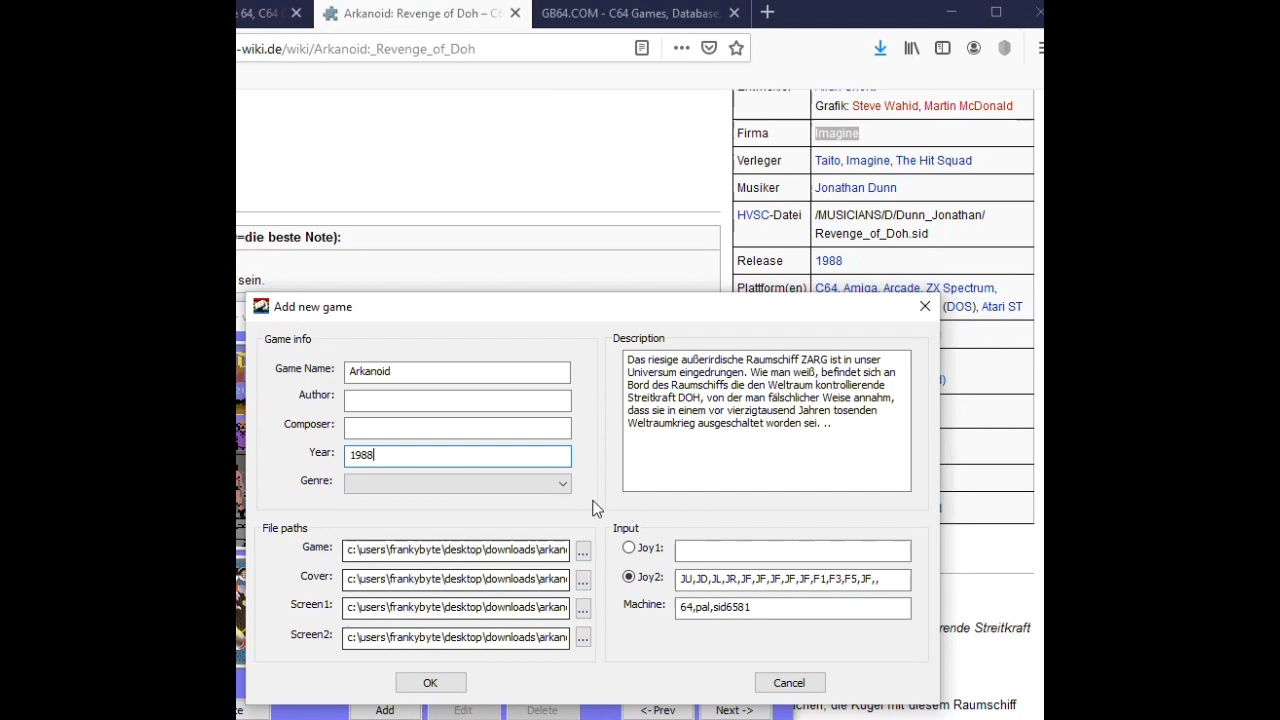 e 64, C64
Arkanoid: Revenge of Doh – C6
GB64.COM - C64 Games, Database,
-wiki.de/wiki/Arkanoid:_Revenge_of_Doh
Grafik: Steve Wahid, Martin McDonald
Firma
Imagine
Verleger
Taito, Imagine, The Hit Squad
Musiker
Jonathan Dunn
HVSC-Datei
/MUSICIANS/D/Dunn_Jonathan/
Revenge_of_Doh.sid
Release
1988
Plattform(en)
C64, Amiga, Arcade, ZX Spectrum,
(DOS), Atari ST
=die beste Note):
sein.
Add new game
Game info
Game Name:
Arkanoid
Author:
Composer:
Year:
1988
Genre:
Description
Das riesige außerirdische Raumschiff ZARG ist in unser
Universum eingedrungen. Wie man weiß, befindet sich an
Bord des Raumschiffs die den Weltraum kontrollierende
Streitkraft DOH, von der man fälschlicher Weise annahm,
dass sie in einem vor vierzigtausend Jahren tosenden
Weltraumkrieg ausgeschaltet worden sei. ..
File paths
Game:
c:\users\frankybyte\desktop\downloads\arkan
...
Cover:
c:\users\frankybyte\desktop\downloads\arkan
...
Screen1:
c:\users\frankybyte\desktop\downloads\arkan
...
Screen2:
c:\users\frankybyte\desktop\downloads\arkan
...
Input
Joy1:
Joy2:
JU,JD,JL,JR,JF,JF,JF,JF,JF,F1,F3,F5,JF,,
Machine:
64,pal,sid6581
OK
Cancel
rende Streitkraft
chen, die Kugel mit diesem Raumschiff
Add
Edit
Delete
<- Prev
Next ->